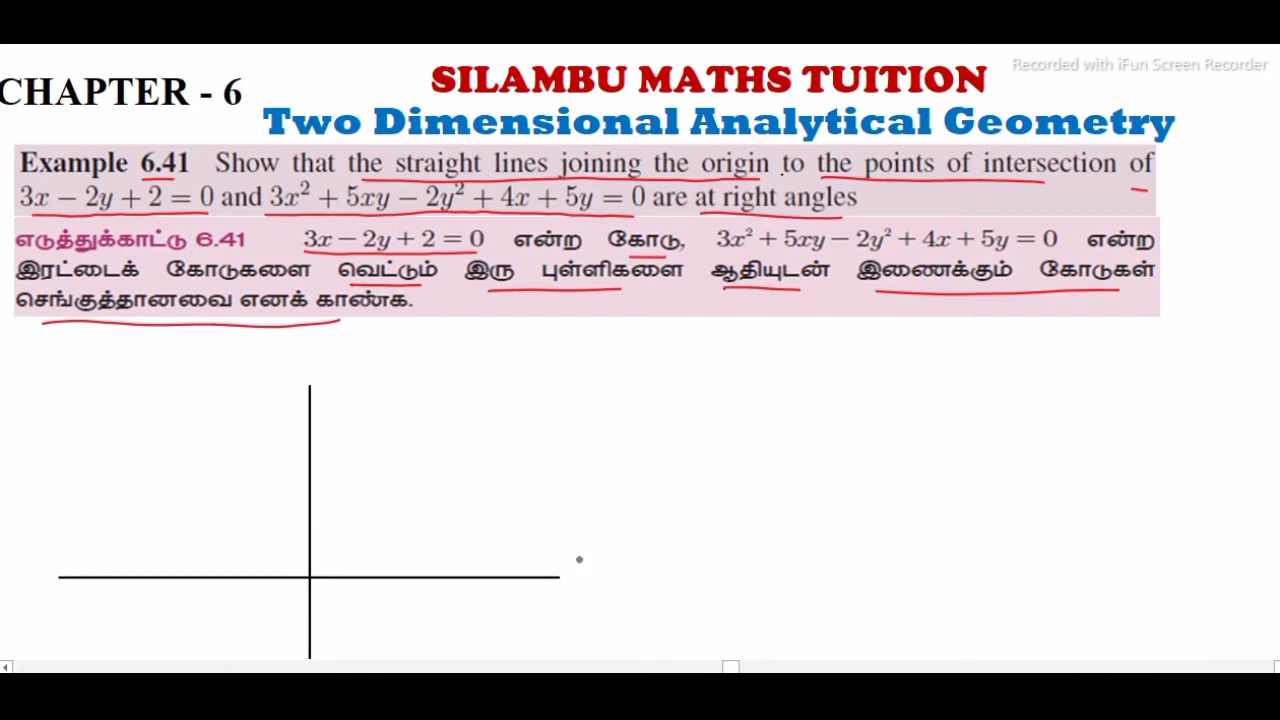 Recorded with iFun Screen Recorder
CHAPTER - 6
SILAMBU MATHS TUITION
Two Dimensional Analytical Geometry
Example 6.41 Show that the straight lines joining the origin to the points of intersection of
3x − 2y + 2 = 0 and 3x² + 5xy − 2y² + 4x + 5y = 0 are at right angles
எடுத்துக்காட்டு 6.41 3x − 2y + 2 = 0 என்ற கோடு, 3x² + 5xy − 2y² + 4x + 5y = 0 என்ற
இரட்டைக் கோடுகளை வெட்டும் இரு புள்ளிகளை ஆதியுடன் இணைக்கும் கோடுகள்
செங்குத்தானவை எனக் காண்க.